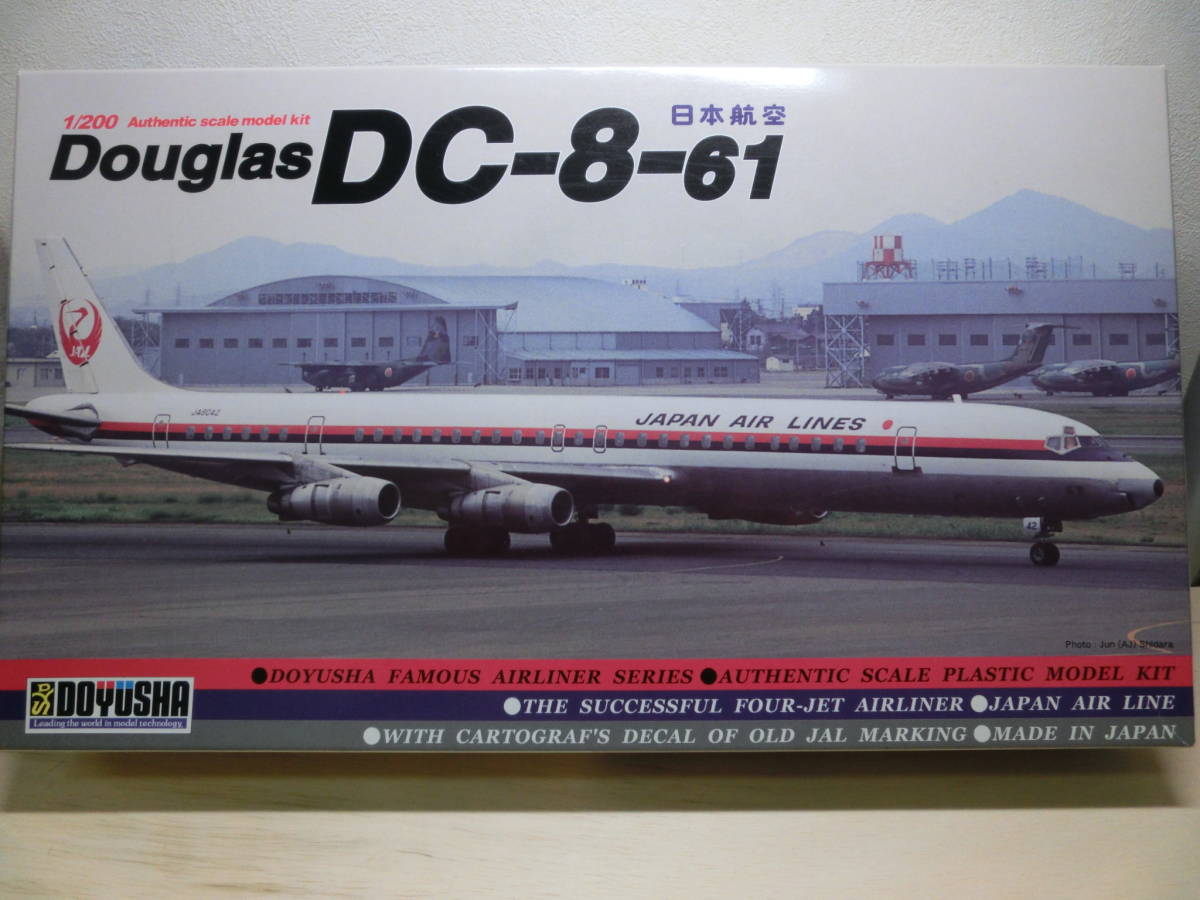 1/200 Authentic scale model kit
日本航空
Douglas DC-8-61
JAL
JA8042
JAPAN AIR LINES
42
Photo : Jun (AJ) Shidara
●DOYUSHA FAMOUS AIRLINER SERIES ●AUTHENTIC SCALE PLASTIC MODEL KIT
DOYUSHA
Leading the world in model technology.
●THE SUCCESSFUL FOUR-JET AIRLINER ●JAPAN AIR LINE
●WITH CARTOGRAF'S DECAL OF OLD JAL MARKING ●MADE IN JAPAN